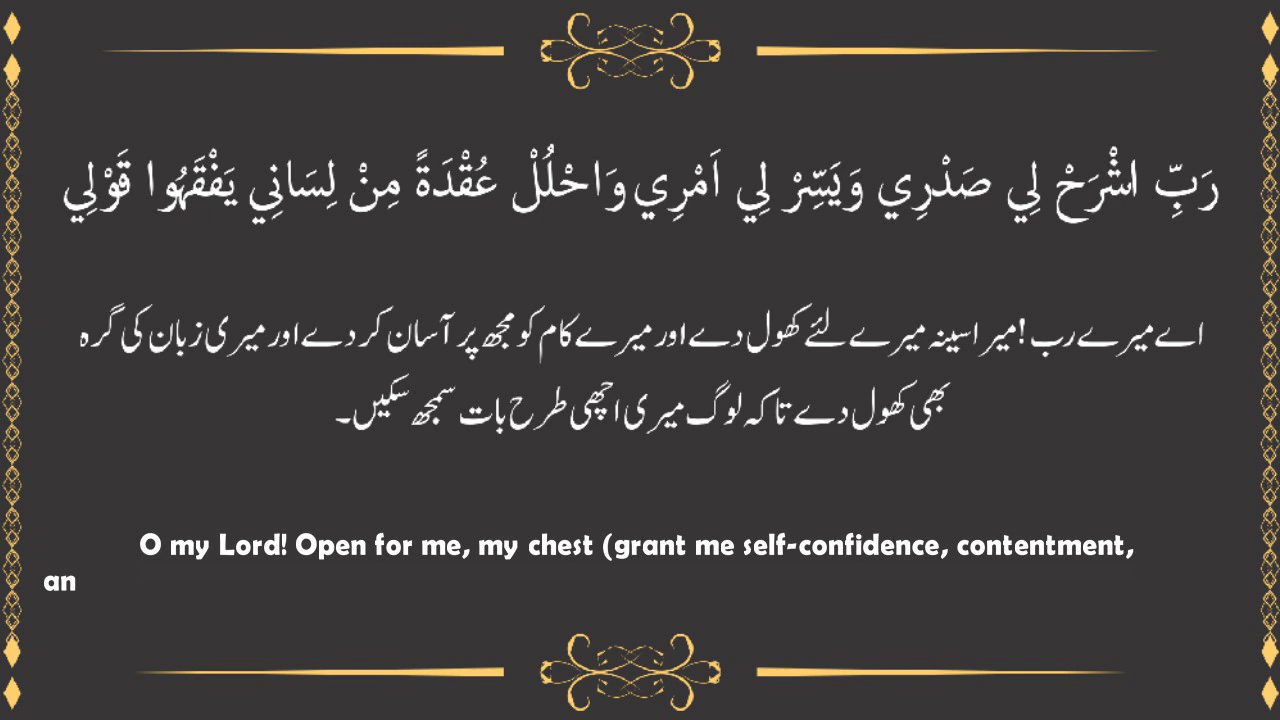 رَبِّ اشْرَحْ لِي صَدْرِي وَيَسِّرْ لِي اَمْرِي وَاحْلُلْ عُقْدَةً مِنْ لِسَانِي يَفْقَهُوا قَوْلِي
اے میرے رب! میرا سینہ میرے لئے کھول دے اور میرے کام کو مجھ پر آسان کر دے اور میری زبان کی گرہ
بھی کھول دے تاکہ لوگ میری اچھی طرح بات سمجھ سکیں۔
O my Lord! Open for me, my chest (grant me self-confidence, contentment,
an